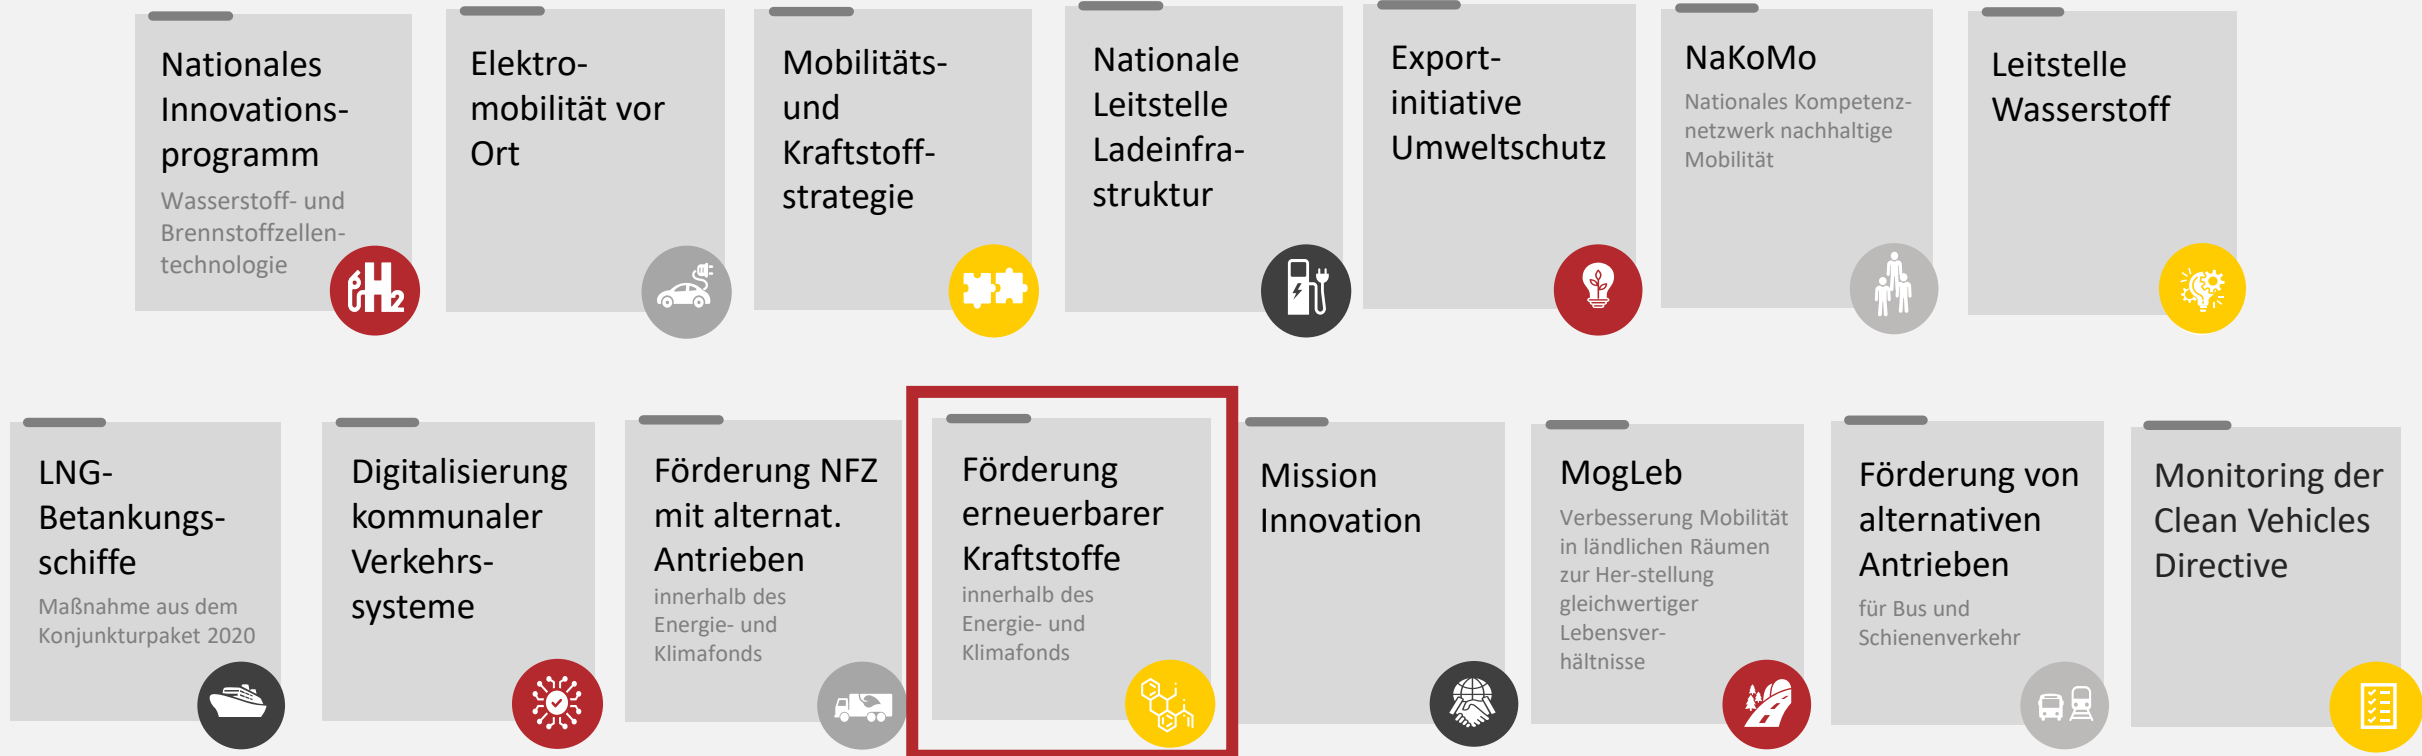 Nationales
Innovations-
programm
Wasserstoff- und
Brennstoffzellen-
technologie
H2
Elektro-
mobilität vor
Ort
Mobilitäts-
und
Kraftstoff-
strategie
Nationale
Leitstelle
Ladeinfra-
struktur
Export-
initiative
Umweltschutz
NaKoMo
Nationales Kompetenz-
netzwerk nachhaltige
Mobilität
Leitstelle
Wasserstoff
LNG-
Betankungs-
schiffe
Maßnahme aus dem
Konjunkturpaket 2020
Digitalisierung
kommunaler
Verkehrs-
systeme
Förderung NFZ
mit alternat.
Antrieben
innerhalb des
Energie- und
Klimafonds
Förderung
erneuerbarer
Kraftstoffe
innerhalb des
Energie- und
Klimafonds
Mission
Innovation
MogLeb
Verbesserung Mobilität
in ländlichen Räumen
zur Her-stellung
gleichwertiger
Lebensver-
hältnisse
Förderung von
alternativen
Antrieben
für Bus und
Schienenverkehr
Monitoring der
Clean Vehicles
Directive